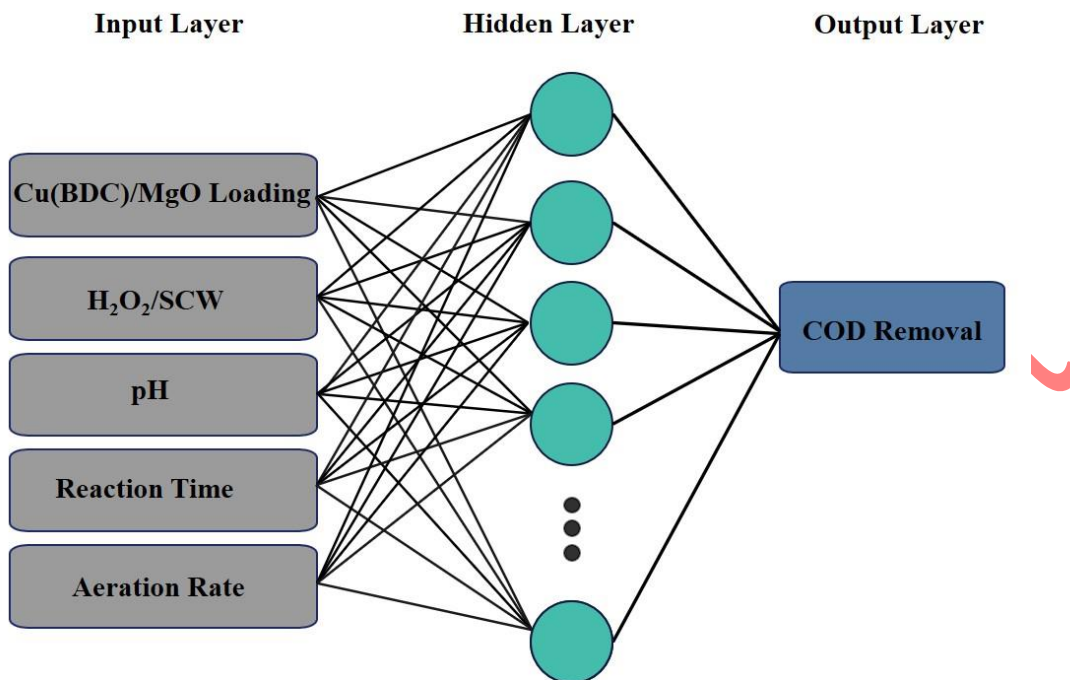 Input Layer
Hidden Layer
Output Layer
Cu(BDC)/MgO Loading
H₂O₂/SCW
pH
Reaction Time
Aeration Rate
COD Removal